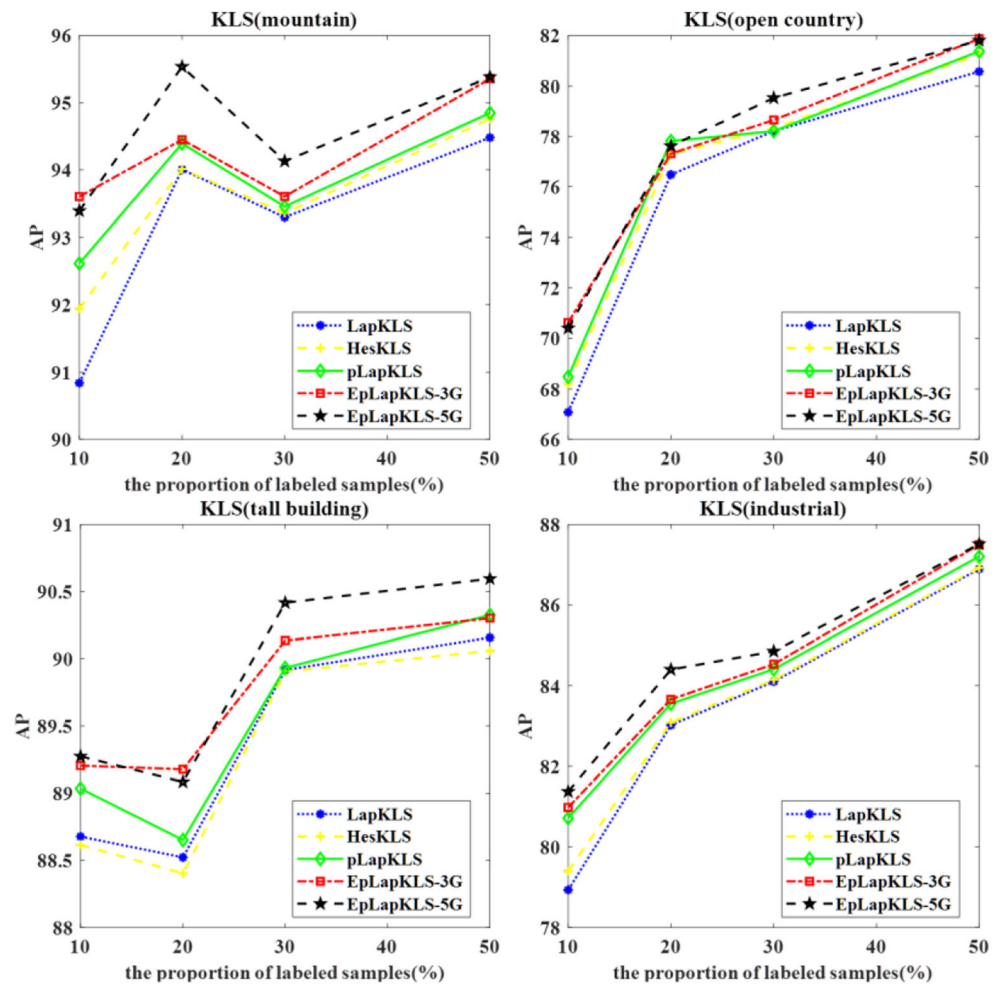 KLS(mountain)
96
95
94
93
92
91
90
AP
10 20 30 40 50
the proportion of labeled samples(%)
LapKLS
HesKLS
pLapKLS
EpLapKLS-3G
EpLapKLS-5G
KLS(open country)
82
80
78
76
74
72
70
68
66
AP
10 20 30 40 50
the proportion of labeled samples(%)
LapKLS
HesKLS
pLapKLS
EpLapKLS-3G
EpLapKLS-5G
KLS(tall building)
91
90.5
90
89.5
89
88.5
88
AP
10 20 30 40 50
the proportion of labeled samples(%)
LapKLS
HesKLS
pLapKLS
EpLapKLS-3G
EpLapKLS-5G
KLS(industrial)
88
86
84
82
80
78
AP
10 20 30 40 50
the proportion of labeled samples(%)
LapKLS
HesKLS
pLapKLS
EpLapKLS-3G
EpLapKLS-5G